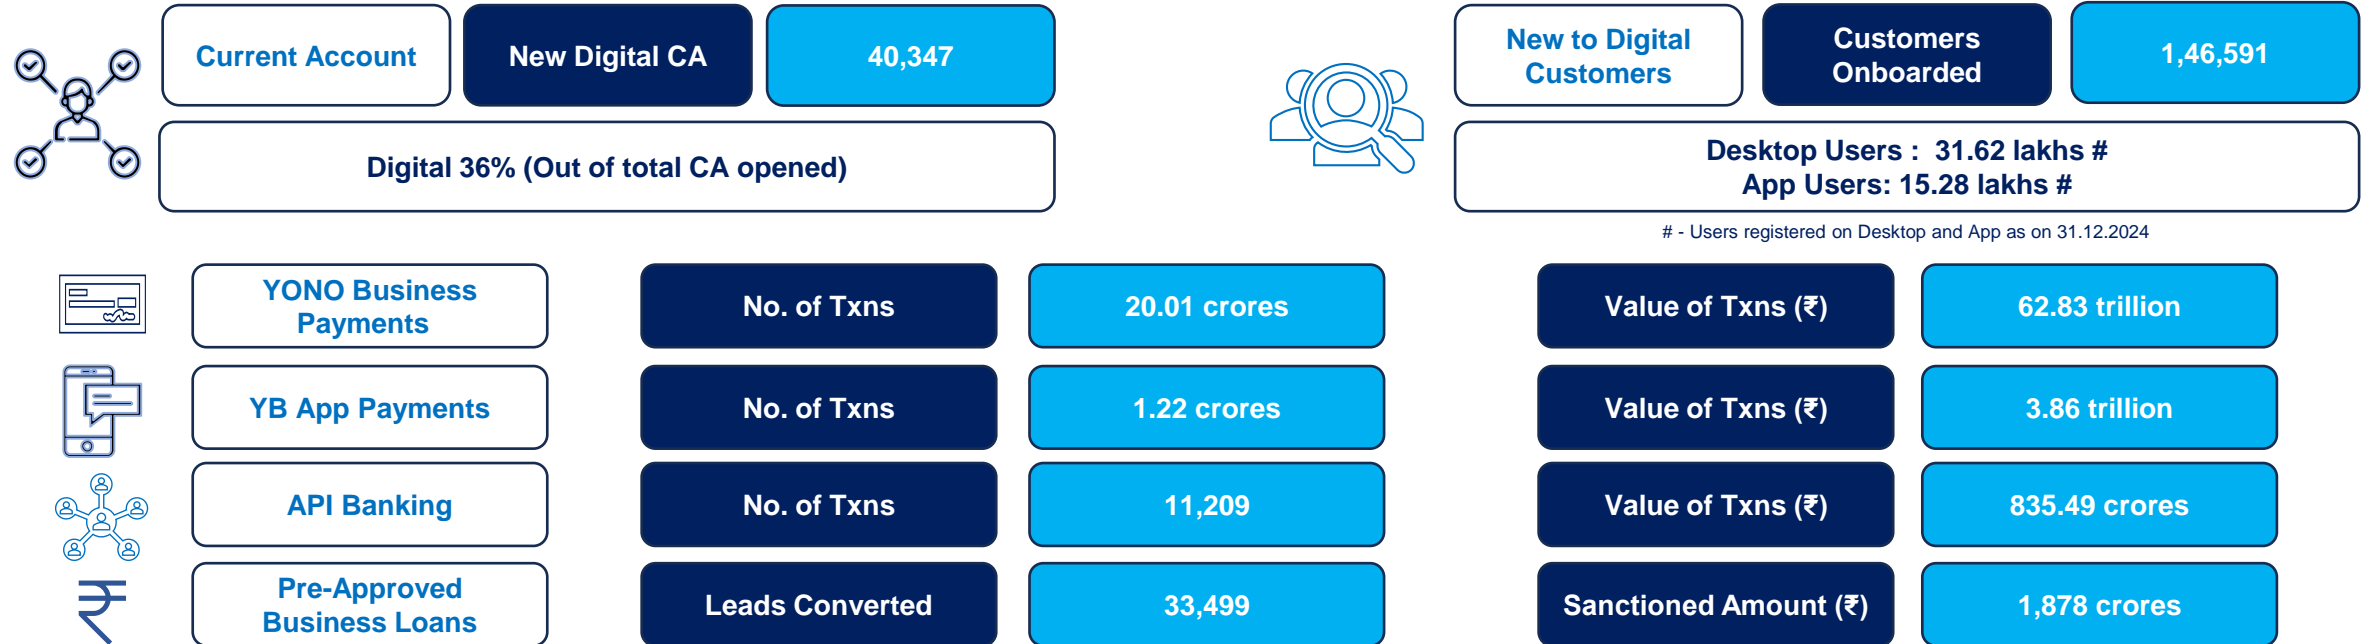 Current Account
New Digital CA
40,347
Digital 36% (Out of total CA opened)
New to Digital
Customers
Customers
Onboarded
1,46,591
Desktop Users :  31.62 lakhs #
App Users: 15.28 lakhs #
# - Users registered on Desktop and App as on 31.12.2024
YONO Business
Payments
No. of Txns
20.01 crores
Value of Txns (₹)
62.83 trillion
YB App Payments
No. of Txns
1.22 crores
Value of Txns (₹)
3.86 trillion
API Banking
No. of Txns
11,209
Value of Txns (₹)
835.49 crores
₹
Pre-Approved
Business Loans
Leads Converted
33,499
Sanctioned Amount (₹)
1,878 crores